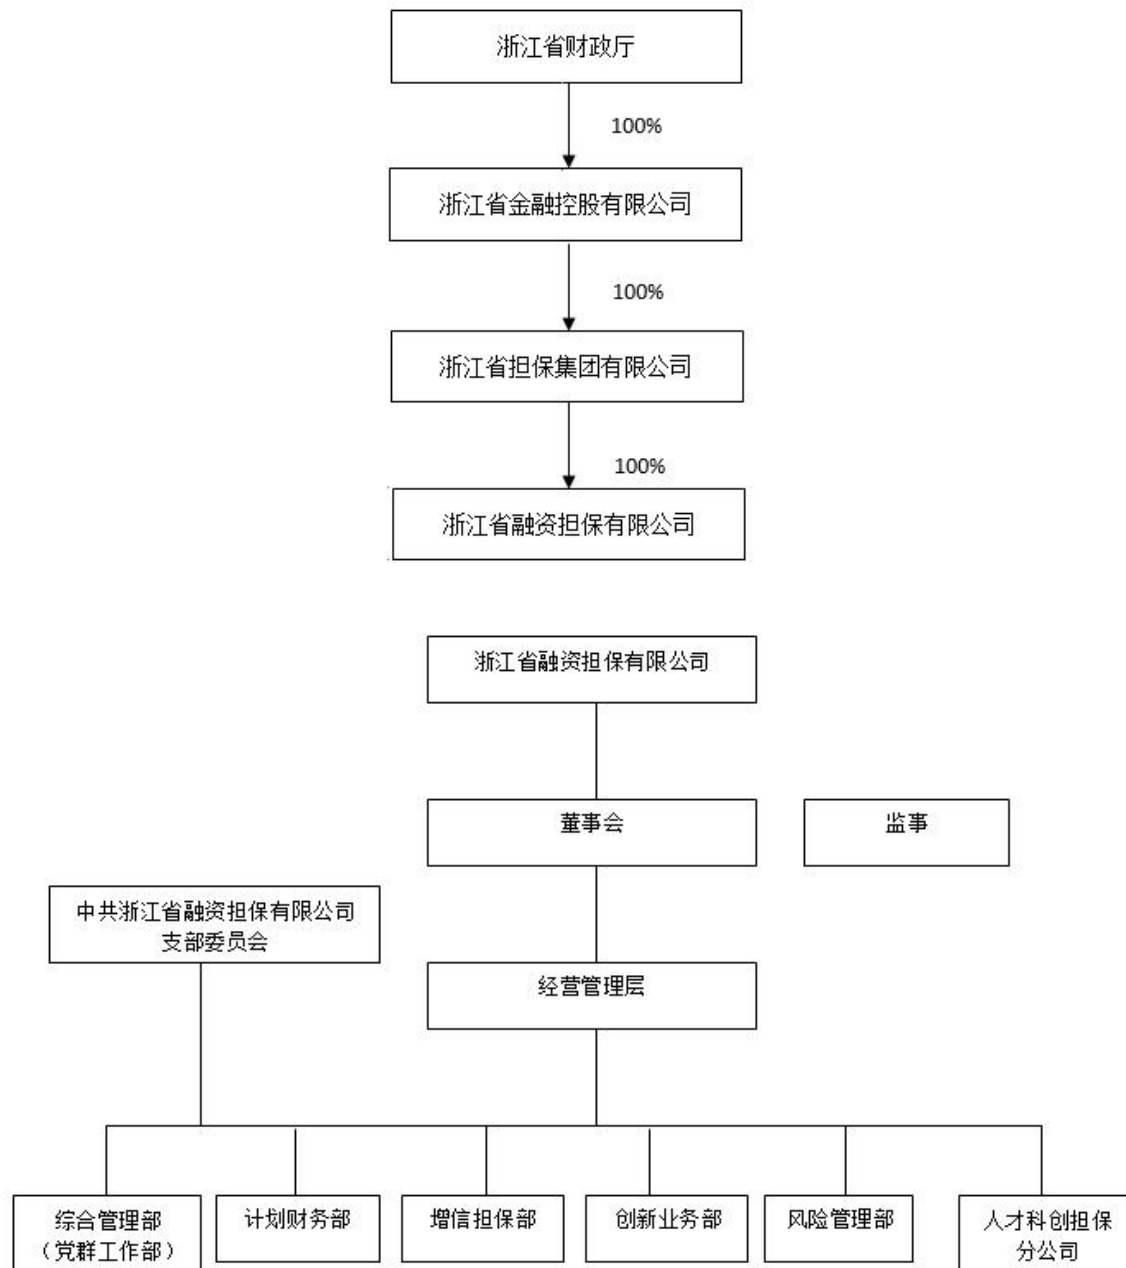 浙江省财政厅
100%
浙江省金融控股有限公司
100%
浙江省担保集团有限公司
100%
浙江省融资担保有限公司
浙江省融资担保有限公司
董事会
监事
中共浙江省融资担保有限公司
支部委员会
经营管理层
综合管理部
（党群工作部）
计划财务部
增信担保部
创新业务部
风险管理部
人才科创担保
分公司